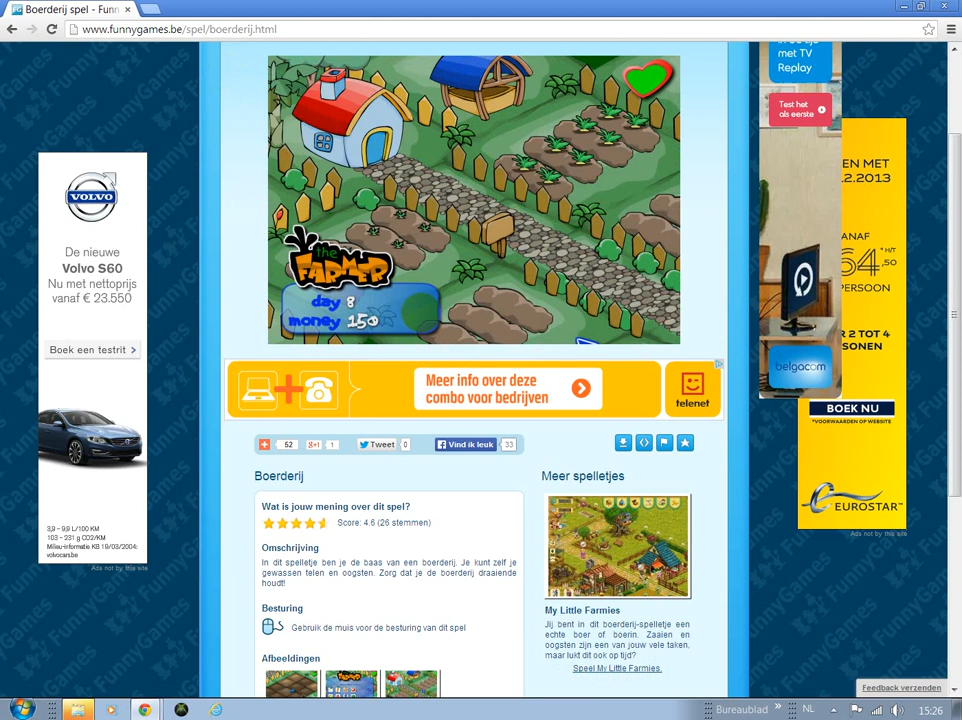 Boerderij spel - Funn
www.funnygames.be/spel/boerderij.html
met TV
Replay
Test het
als eerste
VOLVO
De nieuwe
Volvo S60
Nu met nettoprijs
vanaf € 23.550
Boek een testrit
3,9 – 9,9 L/100 KM
103 – 231 g CO2/KM
Milieu-informatie KB 19/03/2004:
volvocars.be
Ads not by this site
the
FARMER
day 8
money 150
EN MET
.2.2013
ANAF
64,50
* H/T
PERSOON
R 2 TOT 4
SONEN
belgacom
BOEK NU
*VOORWAARDEN OP WEBSITE
EUROSTAR™
Ads not by this site
Meer info over deze
combo voor bedrijven
telenet
52
g+1
1
Tweet
0
Vind ik leuk
33
Boerderij
Wat is jouw mening over dit spel?
Score: 4.6 (26 stemmen)
Omschrijving
In dit spelletje ben je de baas van een boerderij. Je kunt zelf je
gewassen telen en oogsten. Zorg dat je de boerderij draaiende
houdt!
Besturing
Gebruik de muis voor de besturing van dit spel
Afbeeldingen
FARMER
Meer spelletjes
My Little Farmies
Jij bent in dit boerderij-spelletje een
echte boer of boerin. Zaaien en
oogsten zijn een van jouw vele taken,
maar lukt dit ook op tijd?
Speel My Little Farmies.
Feedback verzenden
Bureaublad
NL
15:26